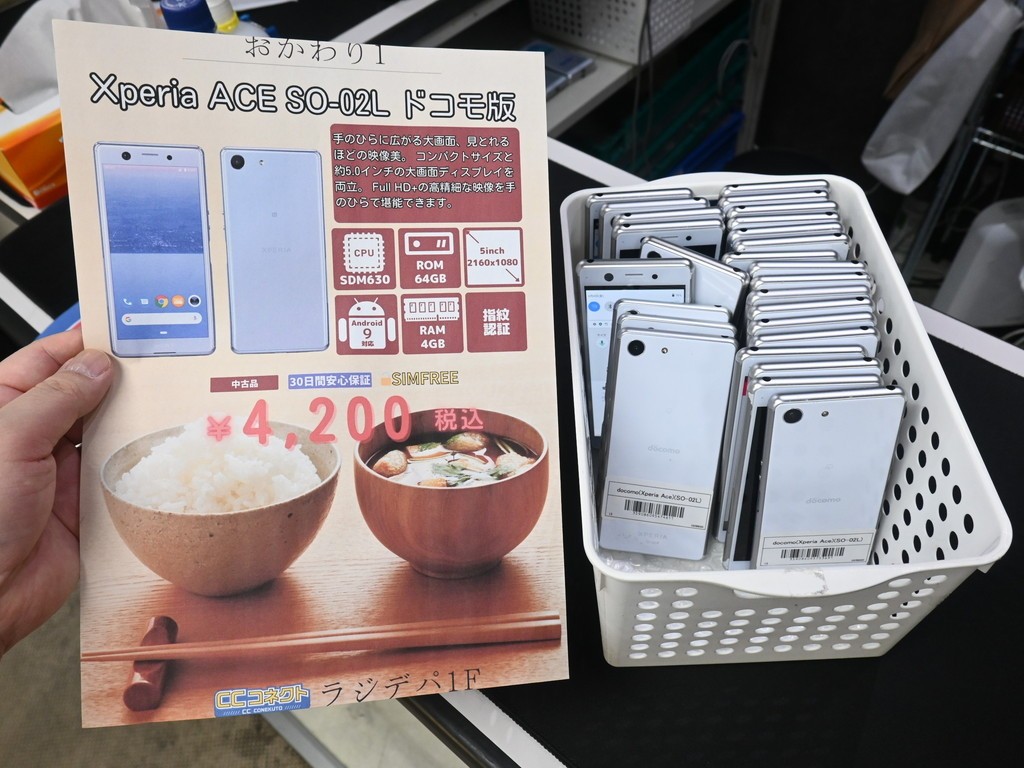 おかわり1
Xperia ACE SO-02L ドコモ版
手のひらに広がる大画面、見とれる
ほどの映像美。 コンパクトサイズと
約5.0インチの大画面ディスプレイを
両立。 Full HD+の高精細な映像を手
のひらで堪能できます。
CPU
SDM630
ROM
64GB
5inch
2160x1080
Android
9
対応
RAM
4GB
指紋
認証
中古品
30日間安心保証
SIMFREE
¥4,200 税込
CCコネクト
CC CONEKUTO
ラジデパ1F
docomo
docomo(Xperia Ace)(SO-02L)
docomo
docomo(Xperia Ace)(SO-02L)